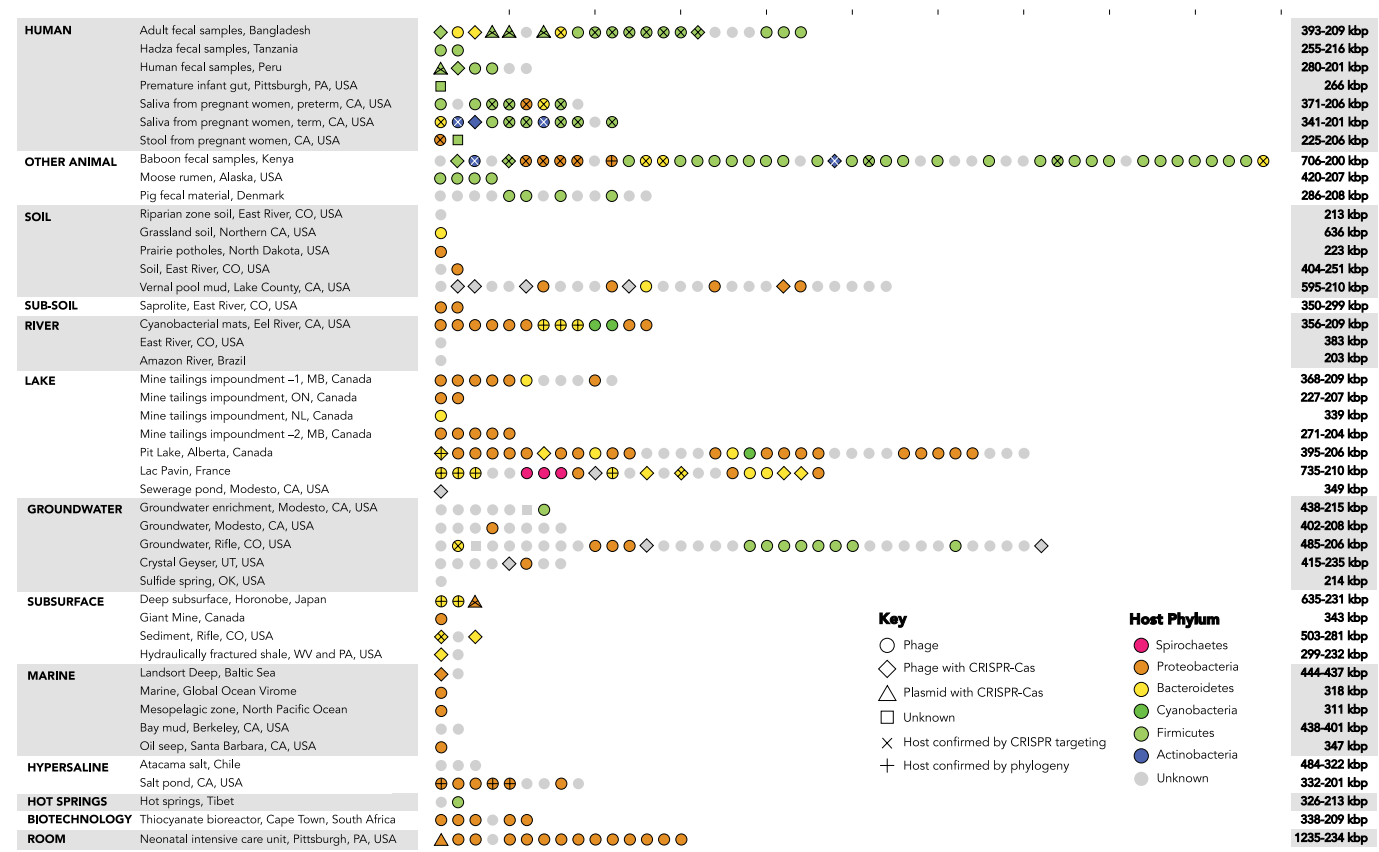 HUMAN Adult fecal samples, Bangladesh 393-209 kbp
Hadza fecal samples, Tanzania 255-216 kbp
Human fecal samples, Peru 280-201 kbp
Premature infant gut, Pittsburgh, PA, USA 266 kbp
Saliva from pregnant women, preterm, CA, USA 371-206 kbp
Saliva from pregnant women, term, CA, USA 341-201 kbp
Stool from pregnant women, CA, USA 225-206 kbp
OTHER ANIMAL Baboon fecal samples, Kenya 706-200 kbp
Moose rumen, Alaska, USA 420-207 kbp
Pig fecal material, Denmark 286-208 kbp
SOIL Riparian zone soil, East River, CO, USA 213 kbp
Grassland soil, Northern CA, USA 636 kbp
Prairie potholes, North Dakota, USA 223 kbp
Soil, East River, CO, USA 404-251 kbp
Vernal pool mud, Lake County, CA, USA 595-210 kbp
SUB-SOIL Saprolite, East River, CO, USA 350-299 kbp
RIVER Cyanobacterial mats, Eel River, CA, USA 356-209 kbp
East River, CO, USA 383 kbp
Amazon River, Brazil 203 kbp
LAKE Mine tailings impoundment –1, MB, Canada 368-209 kbp
Mine tailings impoundment, ON, Canada 227-207 kbp
Mine tailings impoundment, NL, Canada 339 kbp
Mine tailings impoundment –2, MB, Canada 271-204 kbp
Pit Lake, Alberta, Canada 395-206 kbp
Lac Pavin, France 735-210 kbp
Sewerage pond, Modesto, CA, USA 349 kbp
GROUNDWATER Groundwater enrichment, Modesto, CA, USA 438-215 kbp
Groundwater, Modesto, CA, USA 402-208 kbp
Groundwater, Rifle, CO, USA 485-206 kbp
Crystal Geyser, UT, USA 415-235 kbp
Sulfide spring, OK, USA 214 kbp
SUBSURFACE Deep subsurface, Horonobe, Japan 635-231 kbp
Giant Mine, Canada 343 kbp
Sediment, Rifle, CO, USA 503-281 kbp
Hydraulically fractured shale, WV and PA, USA 299-232 kbp
MARINE Landsort Deep, Baltic Sea 444-437 kbp
Marine, Global Ocean Virome 318 kbp
Mesopelagic zone, North Pacific Ocean 311 kbp
Bay mud, Berkeley, CA, USA 438-401 kbp
Oil seep, Santa Barbara, CA, USA 347 kbp
HYPERSALINE Atacama salt, Chile 484-322 kbp
Salt pond, CA, USA 332-201 kbp
HOT SPRINGS Hot springs, Tibet 326-213 kbp
BIOTECHNOLOGY Thiocyanate bioreactor, Cape Town, South Africa 338-209 kbp
ROOM Neonatal intensive care unit, Pittsburgh, PA, USA 1235-234 kbp
Key
Phage
Phage with CRISPR-Cas
Plasmid with CRISPR-Cas
Unknown
Host confirmed by CRISPR targeting
Host confirmed by phylogeny
Host Phylum
Spirochaetes
Proteobacteria
Bacteroidetes
Cyanobacteria
Firmicutes
Actinobacteria
Unknown